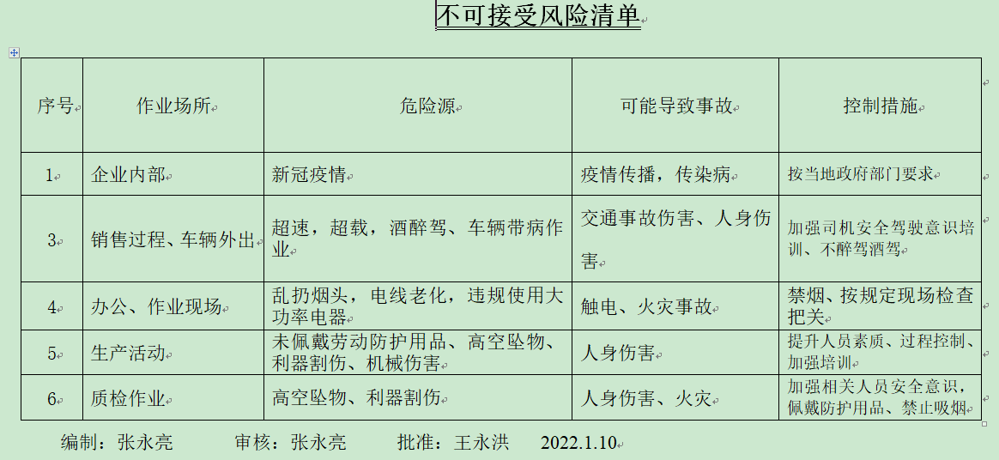 不可接受风险清单
序号 作业场所 危险源 可能导致事故 控制措施
1 企业内部 新冠疫情 疫情传播，传染病 按当地政府部门要求
3 销售过程、车辆外出 超速，超载，酒醉驾、车辆带病作
业 交通事故伤害、人身伤
害 加强司机安全驾驶意识培
训、不醉驾酒驾
4 办公、作业现场 乱扔烟头，电线老化，违规使用大
功率电器 触电、火灾事故 禁烟、按规定现场检查
把关
5 生产活动 未佩戴劳动防护用品、高空坠物、
利器割伤、机械伤害 人身伤害 提升人员素质、过程控制、
加强培训
6 质检作业 高空坠物、利器割伤 人身伤害、火灾 加强相关人员安全意识，
佩戴防护用品、禁止吸烟
编制：张永亮 审核：张永亮 批准：王永洪 2022.1.10